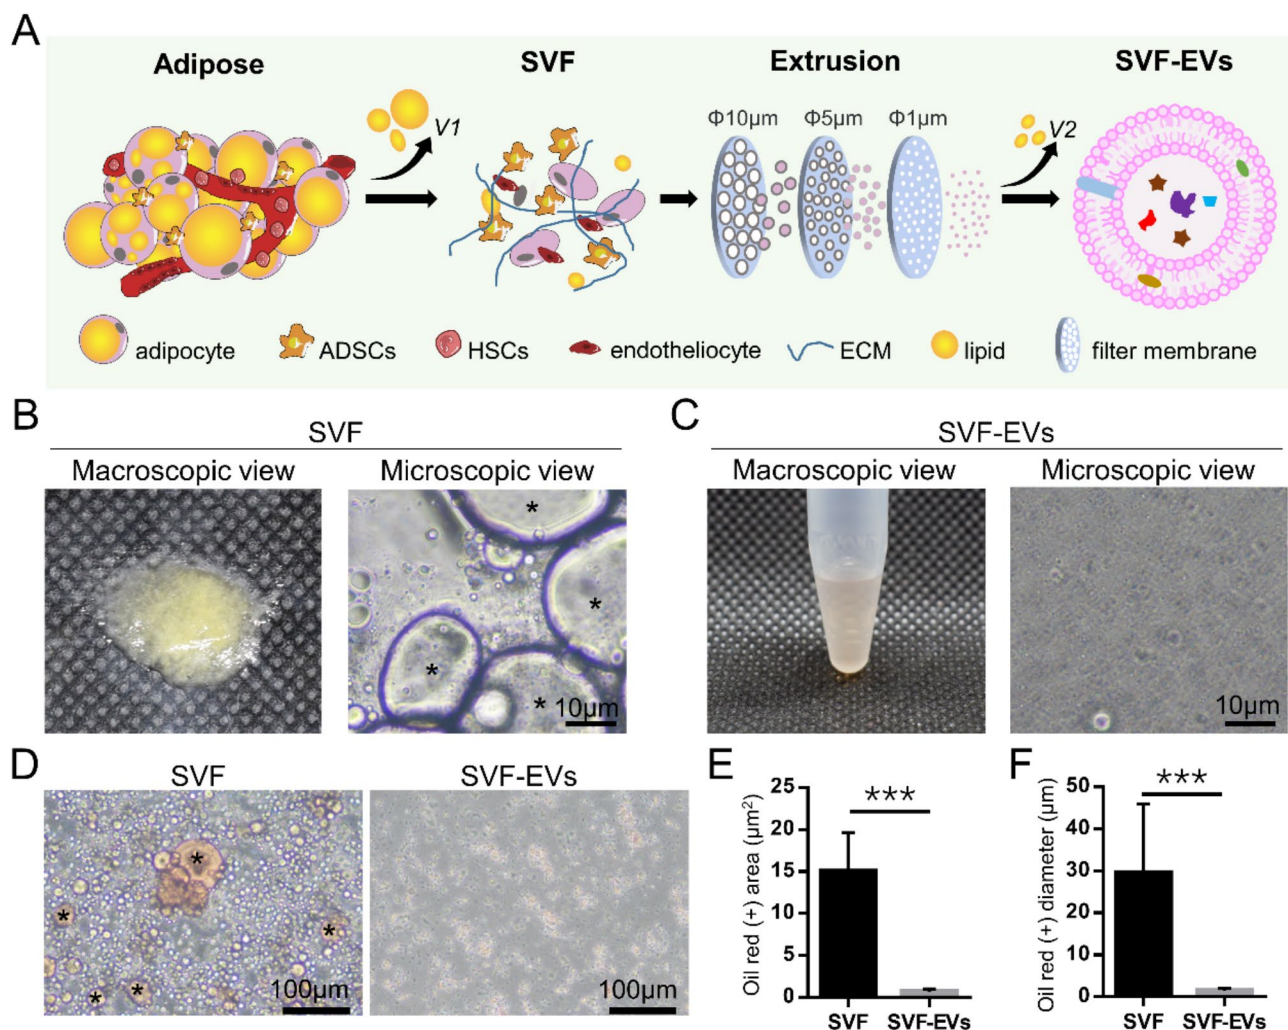 A
Adipose
SVF
Extrusion
SVF-EVs
V1
Φ10μm
Φ5μm
Φ1μm
V2
adipocyte
ADSCs
HSCs
endotheliocyte
ECM
lipid
filter membrane
B
SVF
Macroscopic view
Microscopic view
*
*
*
*
10μm
C
SVF-EVs
Macroscopic view
Microscopic view
10μm
D
SVF
SVF-EVs
*
*
*
*
*
100μm
100μm
E
Oil red (+) area (μm²)
25
20
15
10
5
0
***
SVF
SVF-EVs
F
Oil red (+) diameter (μm)
50
40
30
20
10
0
***
SVF
SVF-EVs